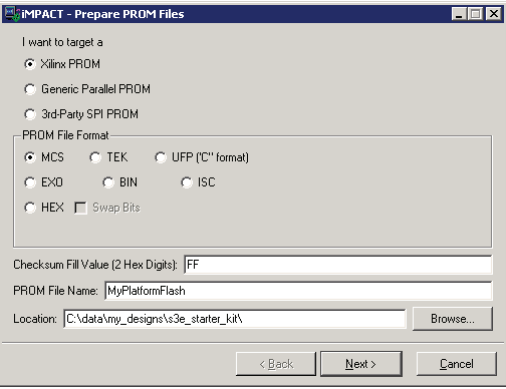 iMPACT - Prepare PROM Files
I want to target a
Xilinx PROM
Generic Parallel PROM
3rd-Party SPI PROM
PROM File Format
MCS TEK UFP ("C" format)
EXO BIN ISC
HEX Swap Bits
Checksum Fill Value (2 Hex Digits): FF
PROM File Name: MyPlatformFlash
Location: C:\data\my_designs\s3e_starter_kit\ Browse...
< Back Next > Cancel